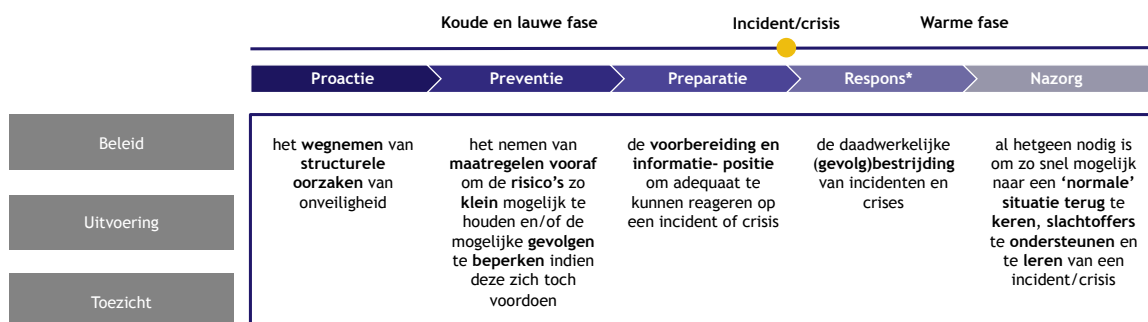 Koude en lauwe fase
Incident/crisis
Warme fase
Proactie
Preventie
Preparatie
Respons*
Nazorg
Beleid
Uitvoering
Toezicht
het wegnemen van
structurele
oorzaken van
onveiligheid
het nemen van
maatregelen vooraf
om de risico’s zo
klein mogelijk te
houden en/of de
mogelijke gevolgen
te beperken indien
deze zich toch
voordoen
de voorbereiding en
informatie- positie
om adequaat te
kunnen reageren op
een incident of crisis
de daadwerkelijke
(gevolg)bestrijding
van incidenten en
crises
al hetgeen nodig is
om zo snel mogelijk
naar een ‘normale’
situatie terug te
keren, slachtoffers
te ondersteunen en
te leren van een
incident/crisis